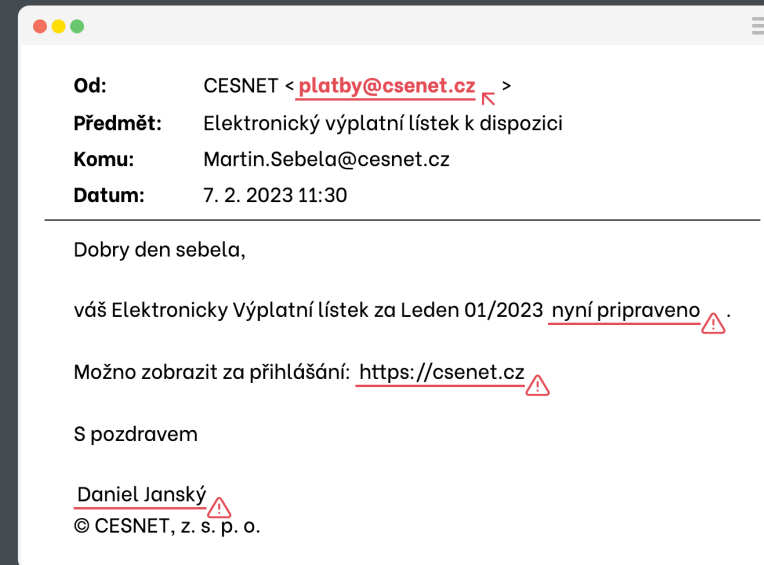 Od: CESNET <platby@csenet.cz >
Předmět: Elektronický výplatní lístek k dispozici
Komu: Martin.Sebela@cesnet.cz
Datum: 7. 2. 2023 11:30
Dobry den sebela,
váš Elektronicky Výplatní lístek za Leden 01/2023 nyní pripraveno .
Možno zobrazit za přihlášání: https://csenet.cz
S pozdravem
Daniel Janský
© CESNET, z. s. p. o.